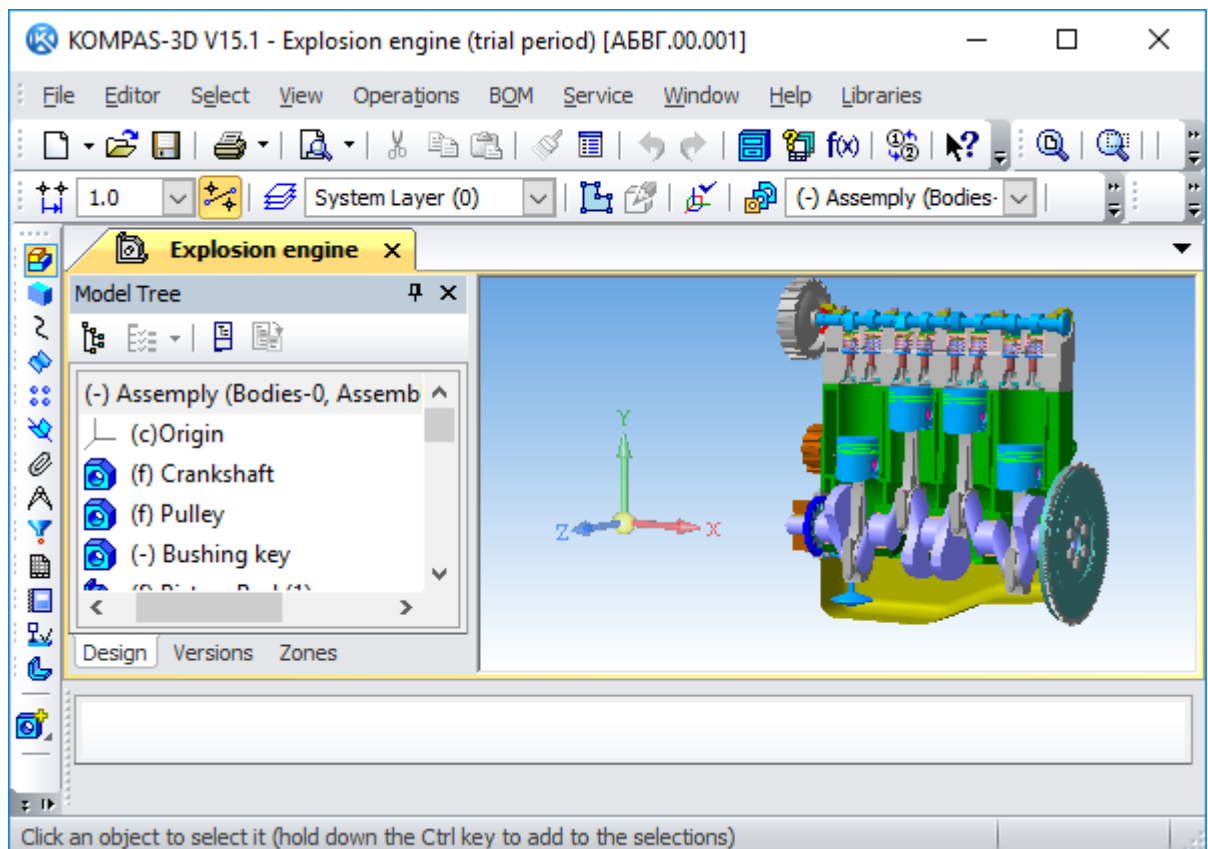 KOMPAS-3D V15.1 - Explosion engine (trial period) [АБВГ.00.001]
File Editor Select View Operations BOM Service Window Help Libraries
f(x)
1.0 System Layer (0) (-) Assembly (Bodies-
Explosion engine
Model Tree
(-) Assemply (Bodies-0, Assemb
(c)Origin
(f) Crankshaft
(f) Pulley
(-) Bushing key
Y
Z X
Design Versions Zones
Click an object to select it (hold down the Ctrl key to add to the selections)